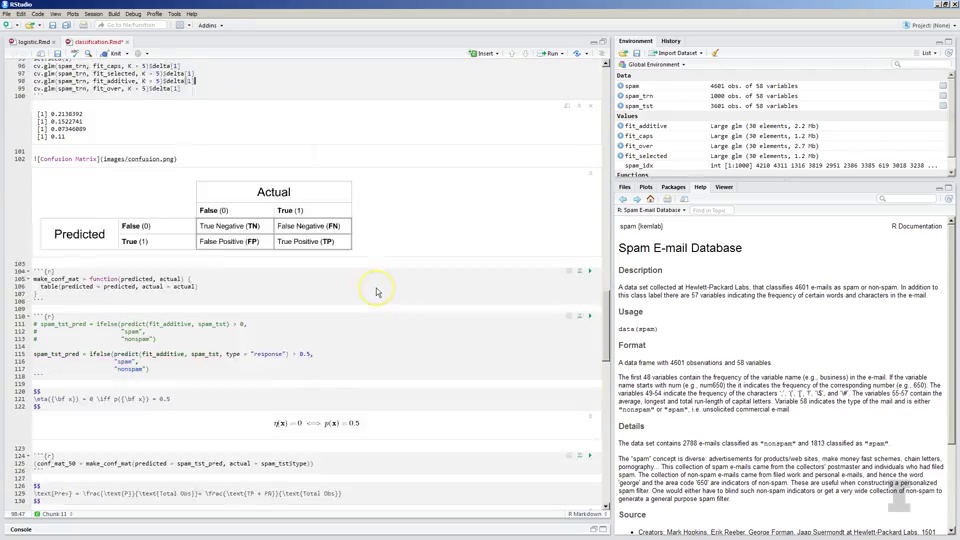 RStudio
File Edit Code View Plots Session Build Debug Profile Tools Help
Go to file/function
Addins
Project: (None)
logistic.Rmd
classification.Rmd*
Knit
Insert
Run
96 cv.glm(spam_trn, fit_caps, K = 5)$delta[1]
97 cv.glm(spam_trn, fit_selected, K = 5)$delta[1]
98 cv.glm(spam_trn, fit_additive, K = 5)$delta[1]
99 cv.glm(spam_trn, fit_over, K = 5)$delta[1]
100 ```
[1] 0.2138392
[1] 0.1522741
[1] 0.07346089
[1] 0.11
101
102 ![Confusion Matrix](images/confusion.png)
Actual
False (0) True (1)
Predicted
False (0) True Negative (TN) False Negative (FN)
True (1) False Positive (FP) True Positive (TP)
103
104 ```{r}
105 make_conf_mat = function(predicted, actual) {
106 table(predicted = predicted, actual = actual)
107 }
108 ```
109
110 ```{r}
111 # spam_tst_pred = ifelse(predict(fit_additive, spam_tst) > 0,
112 # "spam",
113 # "nonspam")
114
115 spam_tst_pred = ifelse(predict(fit_additive, spam_tst, type = "response") > 0.5,
116 "spam",
117 "nonspam")
118 ```
119
120 $$
121 \eta({\bf x}) = 0 \iff p({\bf x}) = 0.5
122 $$
η(x) = 0 <=> p(x) = 0.5
123
124 ```{r}
125 (conf_mat_50 = make_conf_mat(predicted = spam_tst_pred, actual = spam_tst$type))
126 ```
127
128 $$
129 \text{Prev} = \frac{\text{P}}{\text{Total Obs}}= \frac{\text{TP + FN}}{\text{Total Obs}}
130 $$
98:47 Chunk 11
R Markdown
Console
Environment History
Import Dataset
List
Global Environment
Data
spam 4601 obs. of 58 variables
spam_trn 1000 obs. of 58 variables
spam_tst 3601 obs. of 58 variables
Values
fit_additive Large glm (30 elements, 2.2 Mb)
fit_caps Large glm (30 elements, 2.2 Mb)
fit_over Large glm (30 elements, 2.7 Mb)
fit_selected Large glm (30 elements, 2.2 Mb)
spam_idx int [1:1000] 4210 4311 1316 3819 2951 2386 3385 619 3018 3238 ...
Functions
Files Plots Packages Help Viewer
R: Spam E-mail Database
Find in Topic
spam {kernlab}
R Documentation
Spam E-mail Database
Description
A data set collected at Hewlett-Packard Labs, that classifies 4601 e-mails as spam or non-spam. In addition to
this class label there are 57 variables indicating the frequency of certain words and characters in the e-mail.
Usage
data(spam)
Format
A data frame with 4601 observations and 58 variables.
The first 48 variables contain the frequency of the variable name (e.g., business) in the e-mail. If the variable
name starts with num (e.g., num650) the it indicates the frequency of the corresponding number (e.g., 650). The
variables 49-54 indicate the frequency of the characters ';', '(', '[', '!', '\$', and '\#'. The variables 55-57 contain the
average, longest and total run-length of capital letters. Variable 58 indicates the type of the mail and is either
"nonspam" or "spam", i.e. unsolicited commercial e-mail.
Details
The data set contains 2788 e-mails classified as "nonspam" and 1813 classified as "spam".
The "spam" concept is diverse: advertisements for products/web sites, make money fast schemes, chain letters,
pornography... This collection of spam e-mails came from the collectors' postmaster and individuals who had filed
spam. The collection of non-spam e-mails came from filed work and personal e-mails, and hence the word
'george' and the area code '650' are indicators of non-spam. These are useful when constructing a personalized
spam filter. One would either have to blind such non-spam indicators or get a very wide collection of non-spam to
generate a general purpose spam filter.
Source
• Creators: Mark Hopkins, Erik Reeber, George Forman, Jaap Suermondt at Hewlett-Packard Labs, 1501